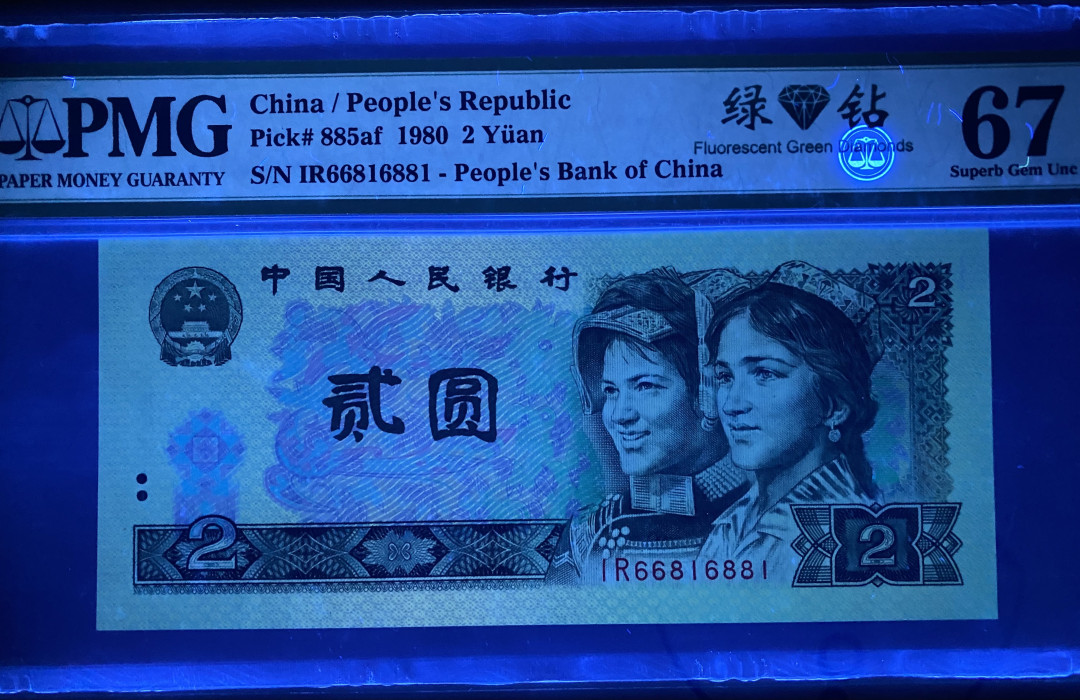 PMG
PAPER MONEY GUARANTY
China / People's Republic
Pick# 885af 1980 2 Yüan
S/N IR66816881 - People's Bank of China
绿钻
Fluorescent Green Diamonds
67
Superb Gem Unc
中国人民银行
2
贰圆
2
2
IR66816881